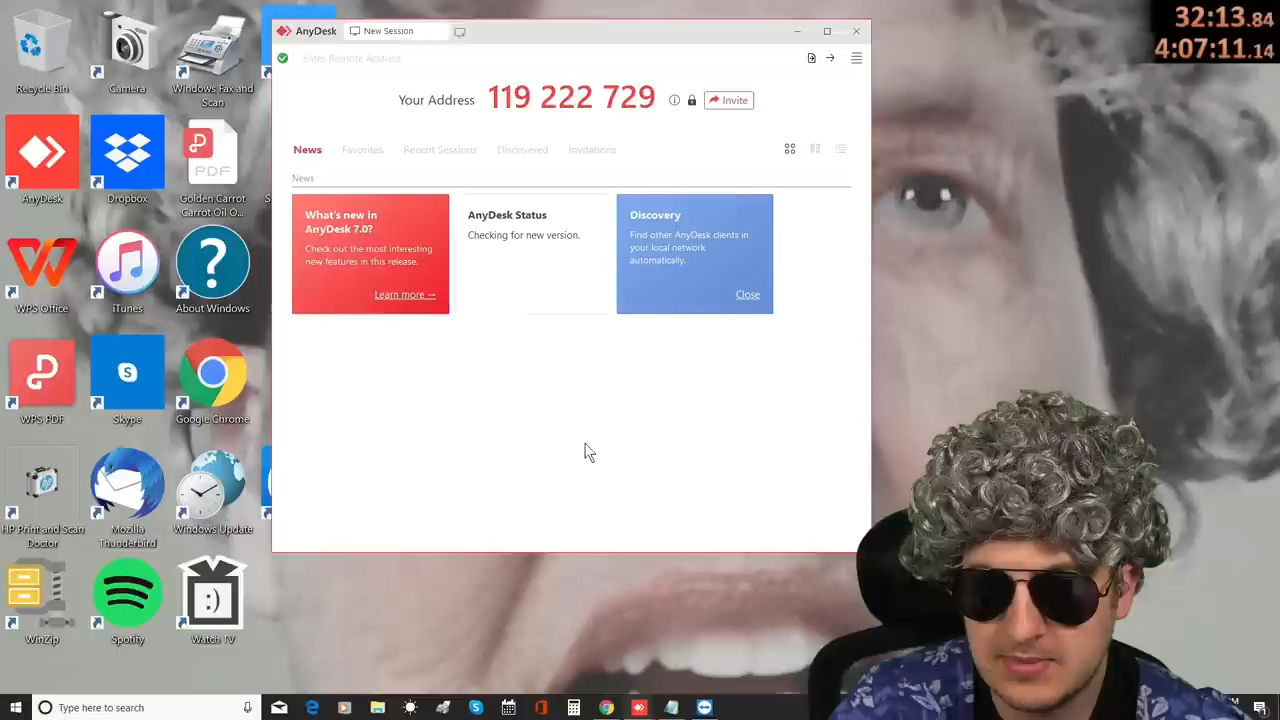 32:13.84
4:07:11.14
AnyDesk
New Session
Enter Remote Address
Your Address
119 222 729
Invite
News
Favorites
Recent Sessions
Discovered
Invitations
News
What's new in
AnyDesk 7.0?
Check out the most interesting
new features in this release.
Learn more →
AnyDesk Status
Checking for new version.
Discovery
Find other AnyDesk clients in
your local network
automatically.
Close
Recycle Bin
Camera
Windows Fax and
Scan
AnyDesk
Dropbox
PDF
Golden Carrot
Carrot Oil O...
WPS Office
iTunes
About Windows
WPS PDF
Skype
Google Chrome
HP Print and Scan
Doctor
Mozilla
Thunderbird
Windows Update
WinZip
Spotify
:)
Watch TV
Type here to search